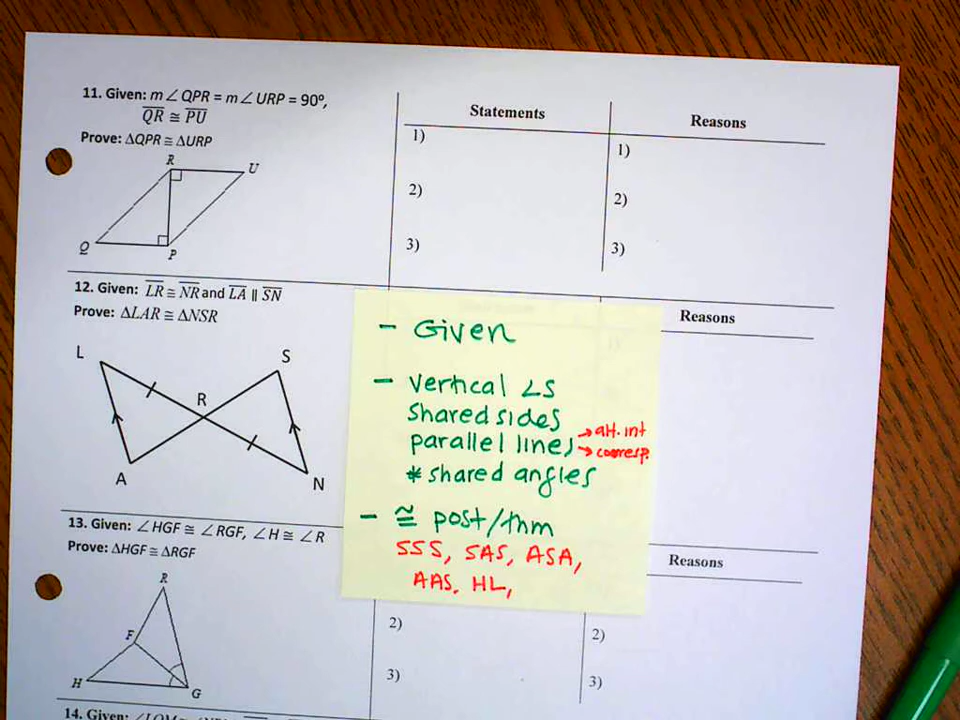 11. Given: m∠QPR = m∠URP = 90º,
QR ≅ PU
Prove: ΔQPR ≅ ΔURP
R
U
Q
P
Statements
Reasons
1)
1)
2)
2)
3)
3)
12. Given: LR ≅ NR and LA ∥ SN
Prove: ΔLAR ≅ ΔNSR
L
S
R
A
N
Reasons
- Given
- Vertical ∠S
Shared sides
parallel lines →alt. int
→corresp.
* shared angles
- ≅ post/thm
SSS, SAS, ASA,
AAS, HL,
13. Given: ∠HGF ≅ ∠RGF, ∠H ≅ ∠R
Prove: ΔHGF ≅ ΔRGF
R
F
H
G
Reasons
2)
2)
3)
3)
14. Given: